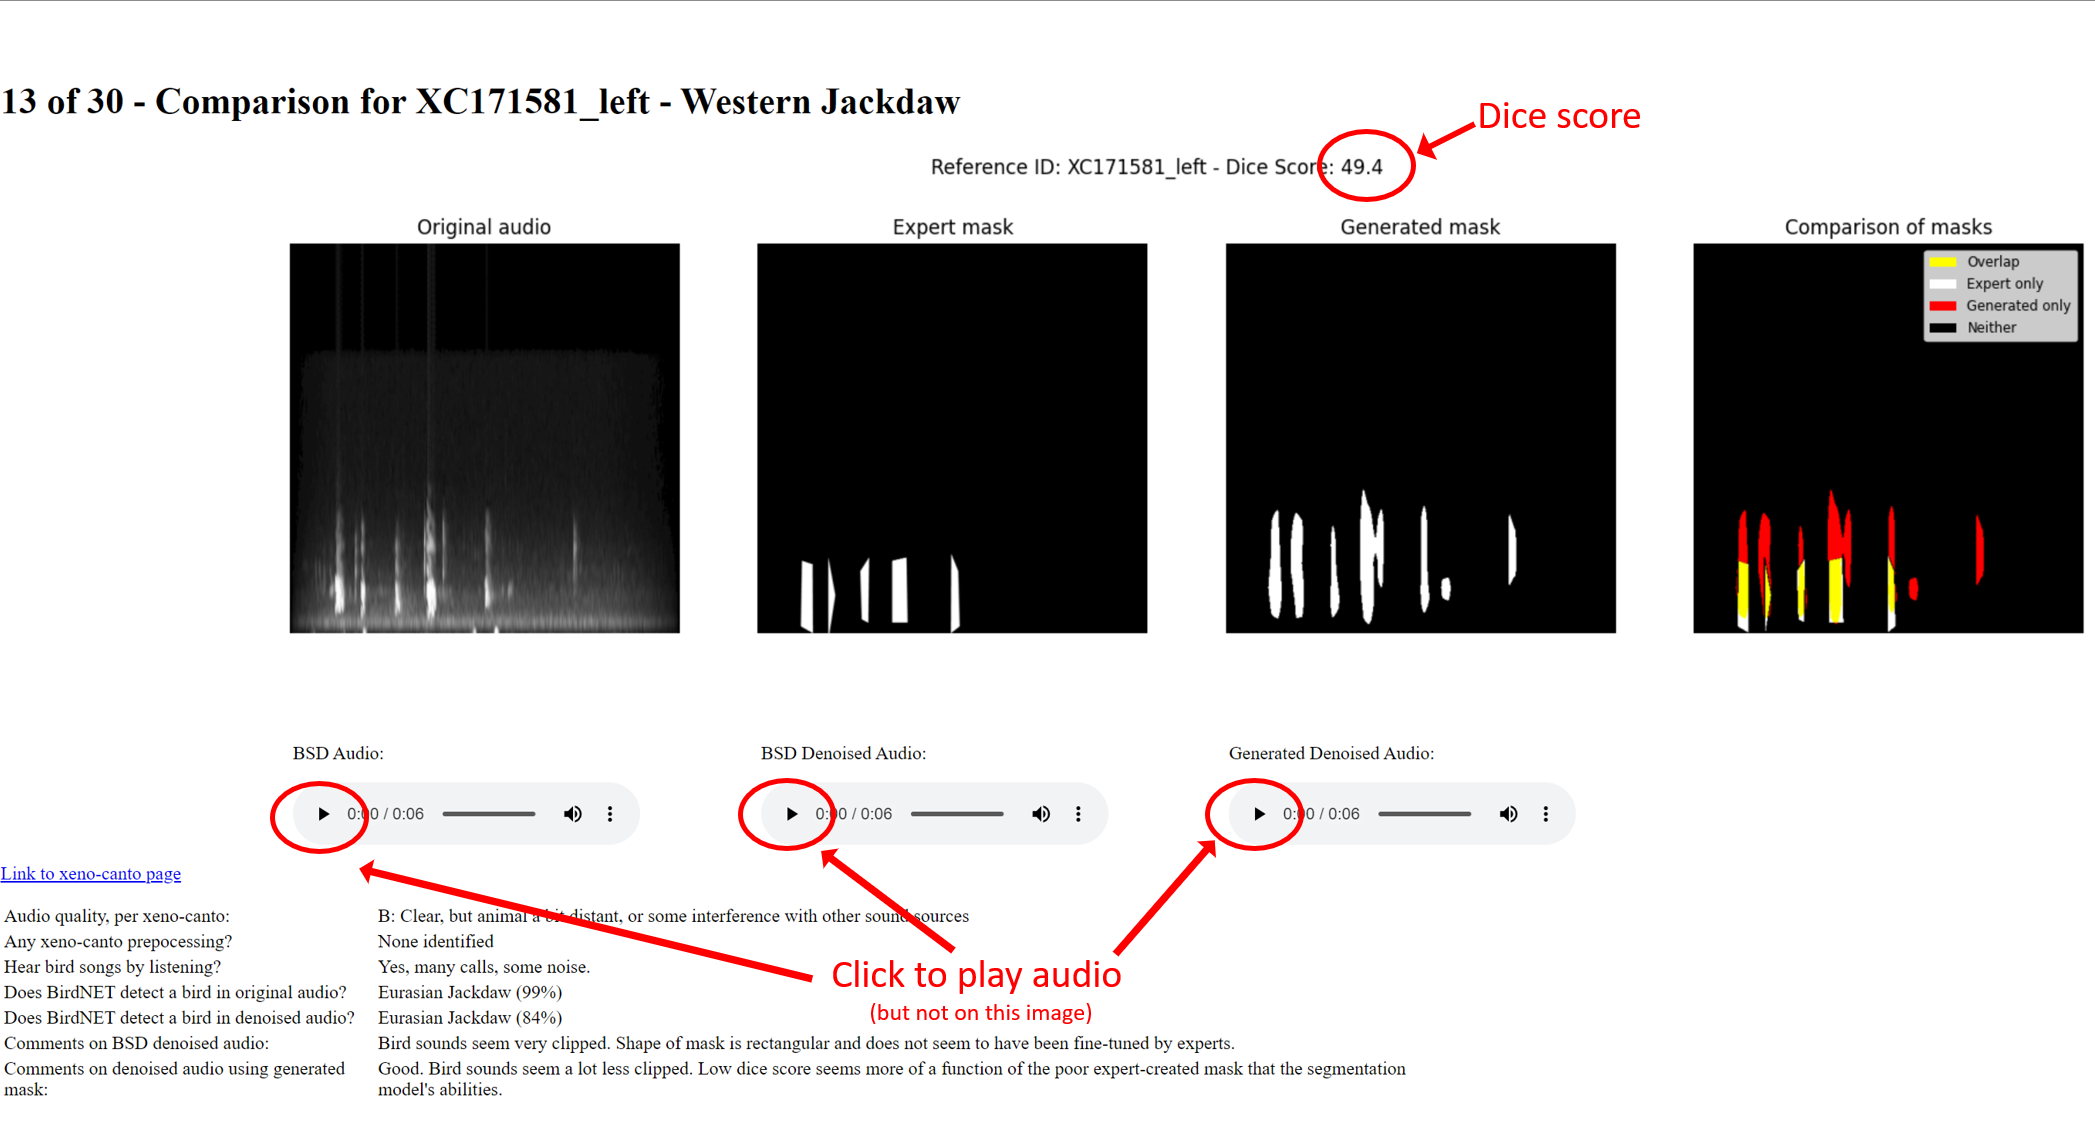 13 of 30 - Comparison for XC171581_left - Western Jackdaw
Dice score
Reference ID: XC171581_left - Dice Score: 49.4
Original audio
Expert mask
Generated mask
Comparison of masks
Overlap
Expert only
Generated only
Neither
BSD Audio:
BSD Denoised Audio:
Generated Denoised Audio:
0:00 / 0:06
0:00 / 0:06
0:00 / 0:06
Link to xeno-canto page
Audio quality, per xeno-canto: B: Clear, but animal a bit distant, or some interference with other sound sources
Any xeno-canto prepocessing? None identified
Hear bird songs by listening? Yes, many calls, some noise.
Does BirdNET detect a bird in original audio? Eurasian Jackdaw (99%)
Does BirdNET detect a bird in denoised audio? Eurasian Jackdaw (84%)
Click to play audio
(but not on this image)
Comments on BSD denoised audio: Bird sounds seem very clipped. Shape of mask is rectangular and does not seem to have been fine-tuned by experts.
Comments on denoised audio using generated
mask:
Good. Bird sounds seem a lot less clipped. Low dice score seems more of a function of the poor expert-created mask that the segmentation
model's abilities.